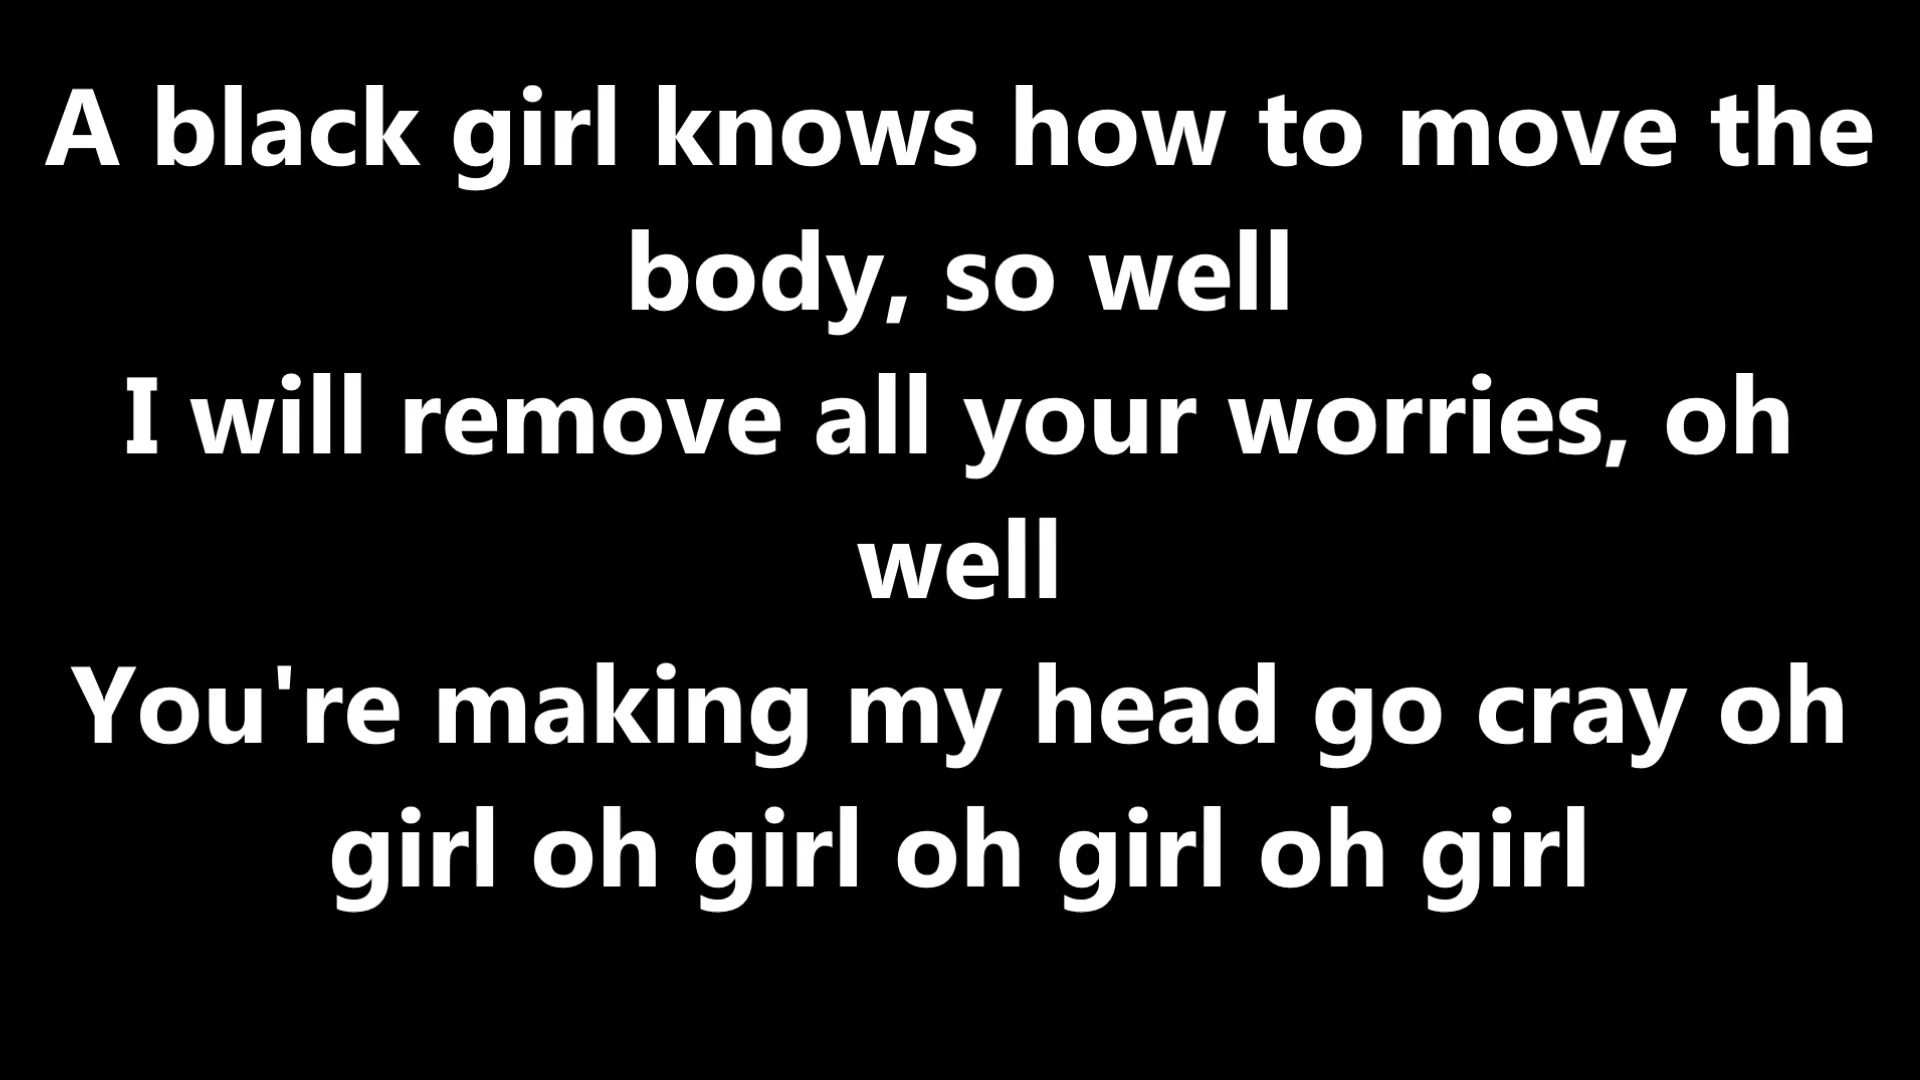 A black girl knows how to move the
body, so well
I will remove all your worries, oh
well
You're making my head go cray oh
girl oh girl oh girl oh girl